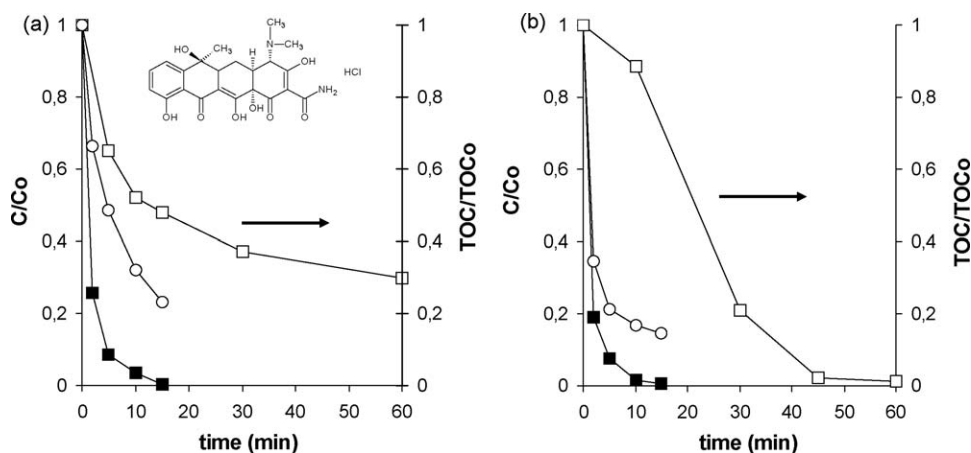 (a)
C/Co
1
0,8
0,6
0,4
0,2
0
0 10 20 30 40 50 60
time (min)
1
0,8
0,6
0,4
0,2
0
TOC/TOCo
HO
CH₃
H
H₃C
N
CH₃
OH
NH₂
HCl
OH
O
OH
OH
O
O
(b)
C/Co
1
0,8
0,6
0,4
0,2
0
0 10 20 30 40 50 60
time (min)
1
0,8
0,6
0,4
0,2
0
TOC/TOCo